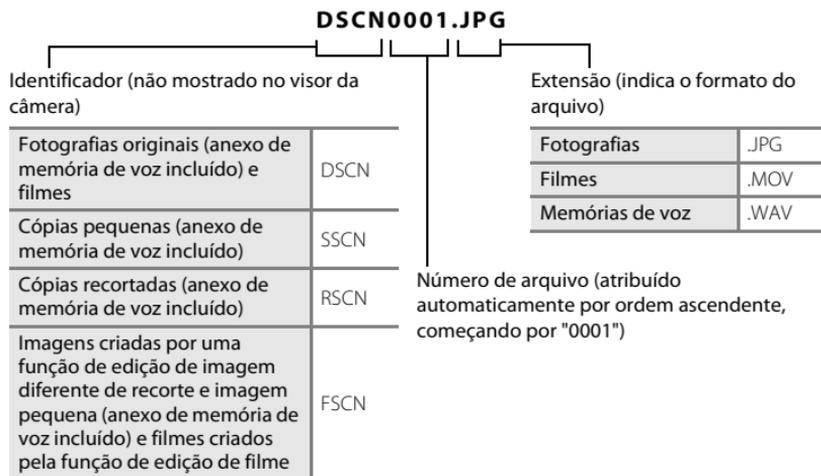 DSCN0001.JPG
Identificador (não mostrado no visor da
câmera)
Fotografias originais (anexo de
memória de voz incluído) e
filmes
DSCN
Cópias pequenas (anexo de
memória de voz incluído)
SSCN
Cópias recortadas (anexo de
memória de voz incluído)
RSCN
Imagens criadas por uma
função de edição de imagem
diferente de recorte e imagem
pequena (anexo de memória de
voz incluído) e filmes criados
pela função de edição de filme
FSCN
Extensão (indica o formato do
arquivo)
Fotografias .JPG
Filmes .MOV
Memórias de voz .WAV
Número de arquivo (atribuído
automaticamente por ordem ascendente,
começando por "0001")